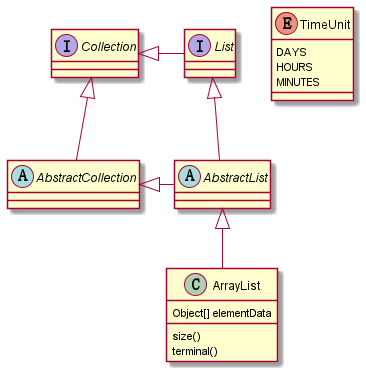 I Collection
I List
E TimeUnit
DAYS
HOURS
MINUTES
A AbstractCollection
A AbstractList
C ArrayList
Object[] elementData
size()
terminal()